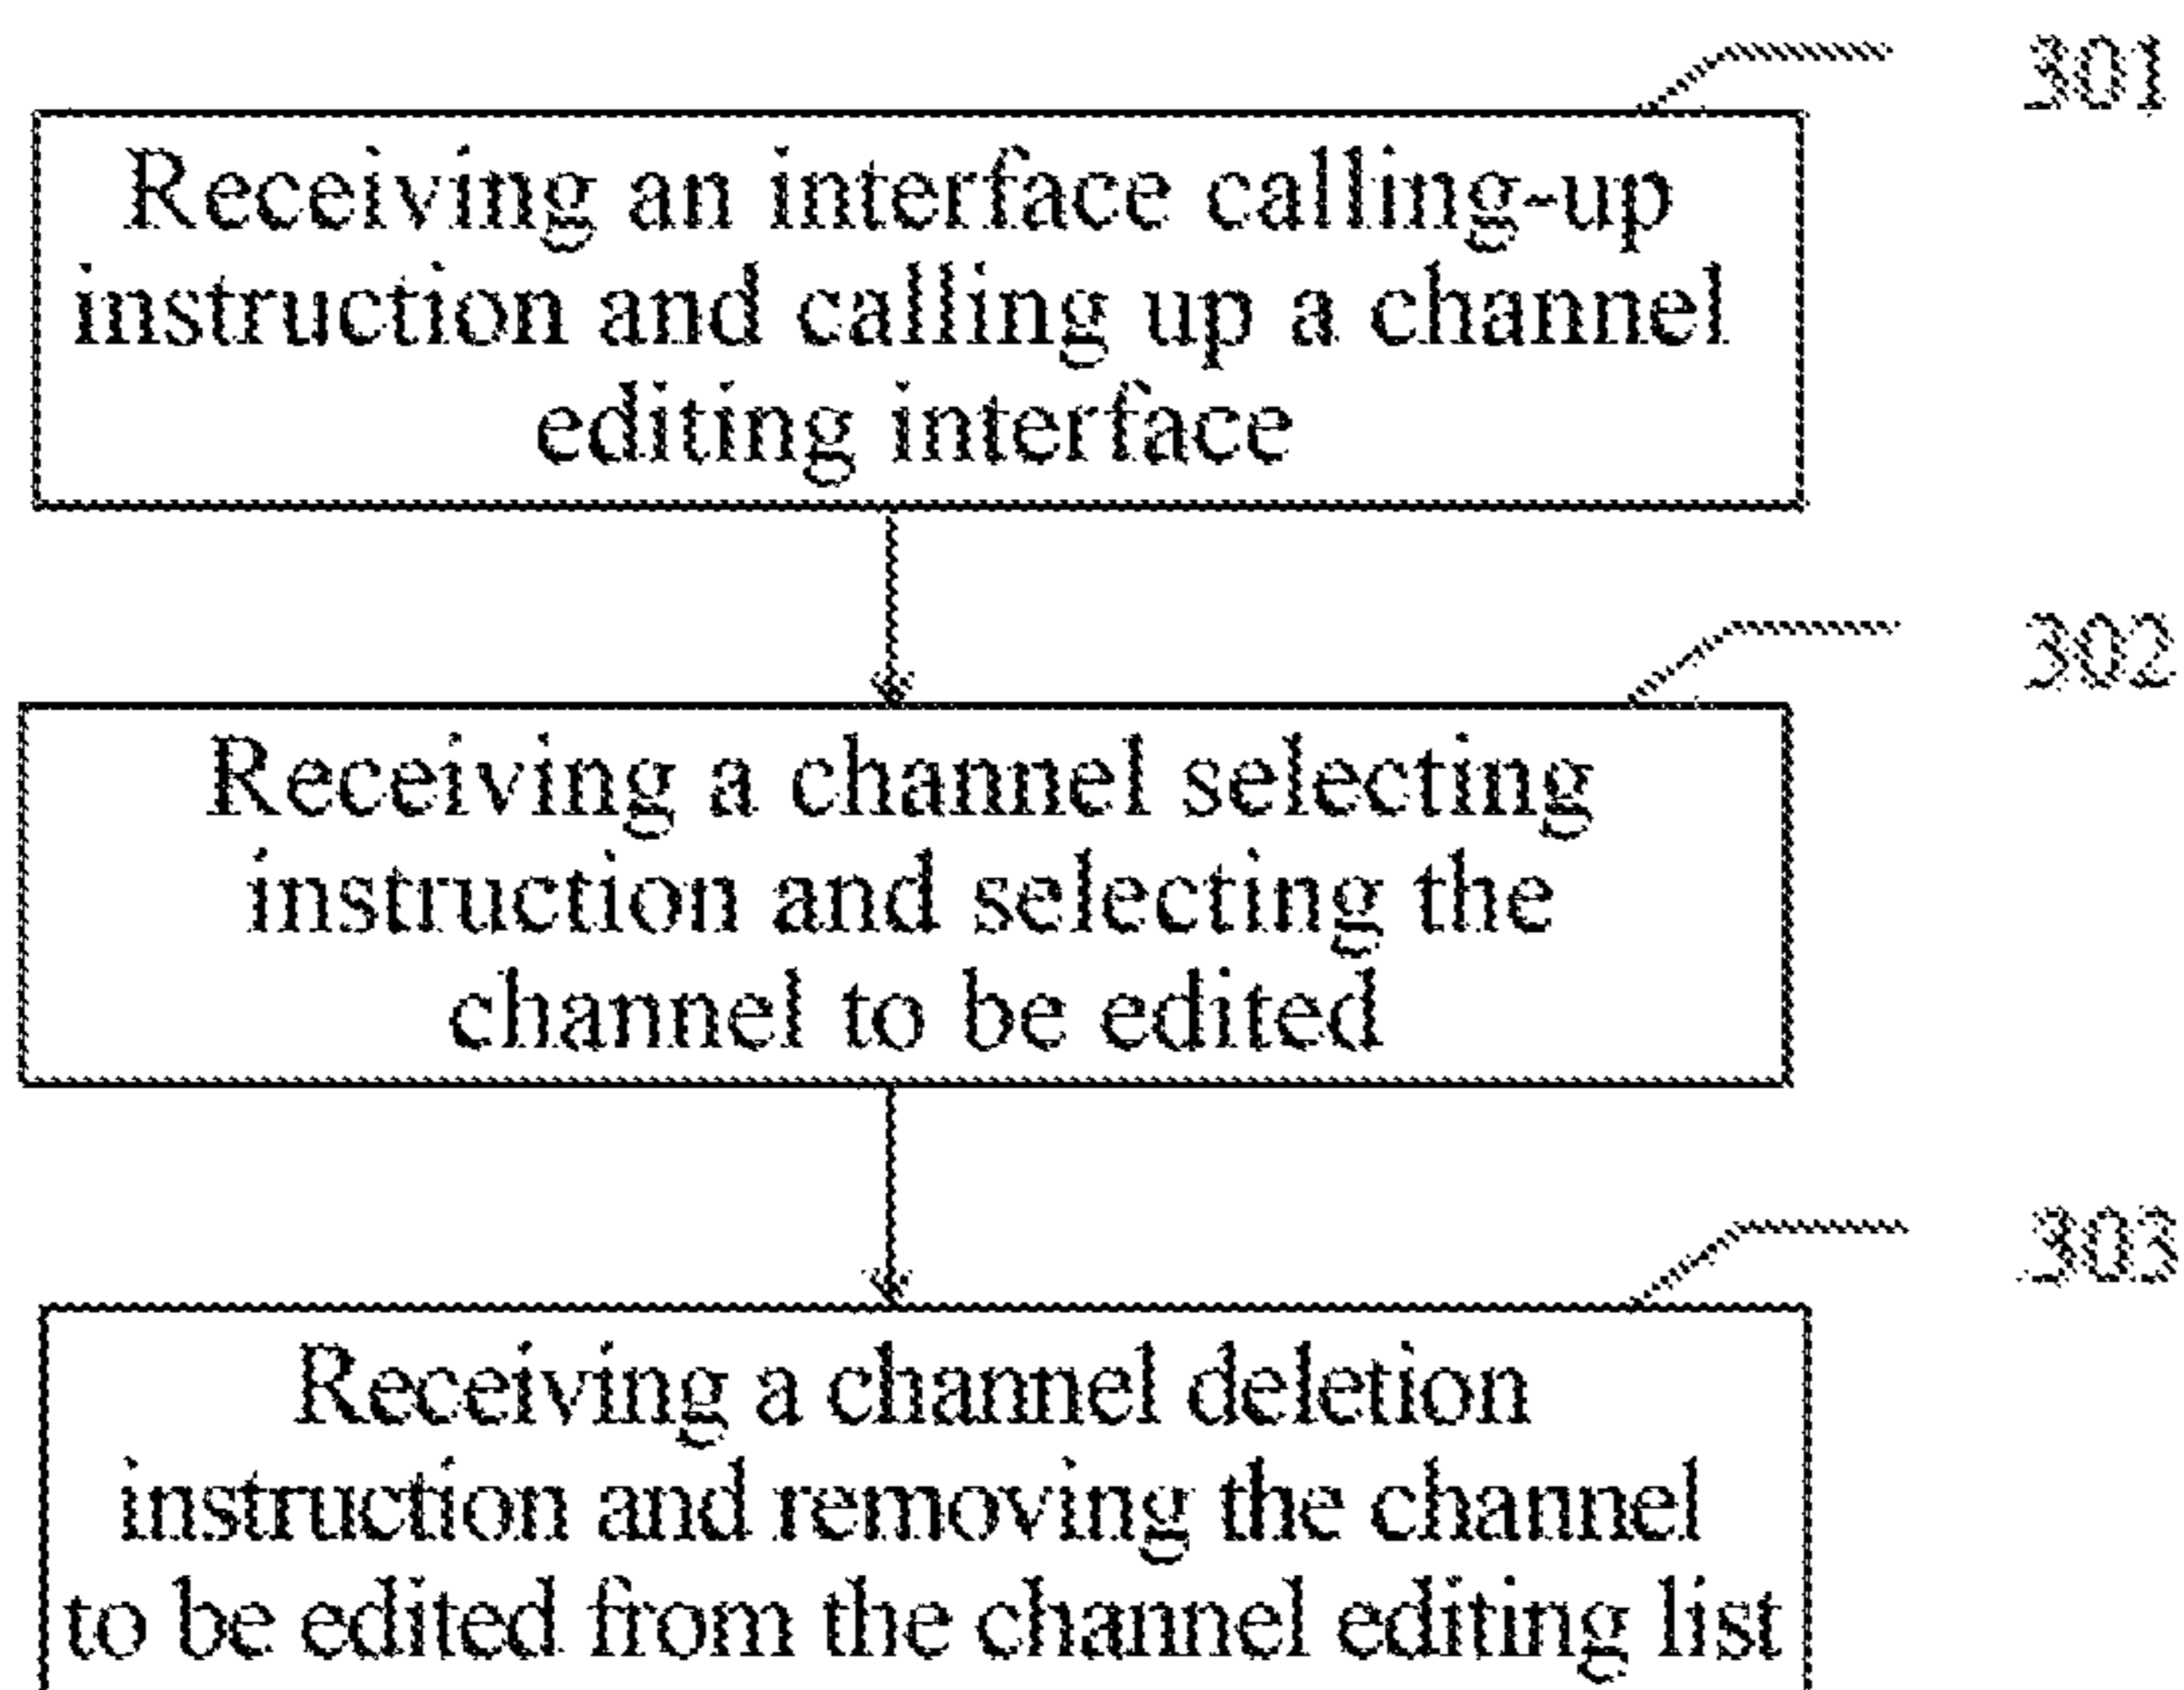 301
Receiving an interface calling-up
instruction and calling up a channel
editing interface
302
Receiving a channel selecting
instruction and selecting the
channel to be edited
303
Receiving a channel deletion
instruction and removing the channel
to be edited from the channel editing list